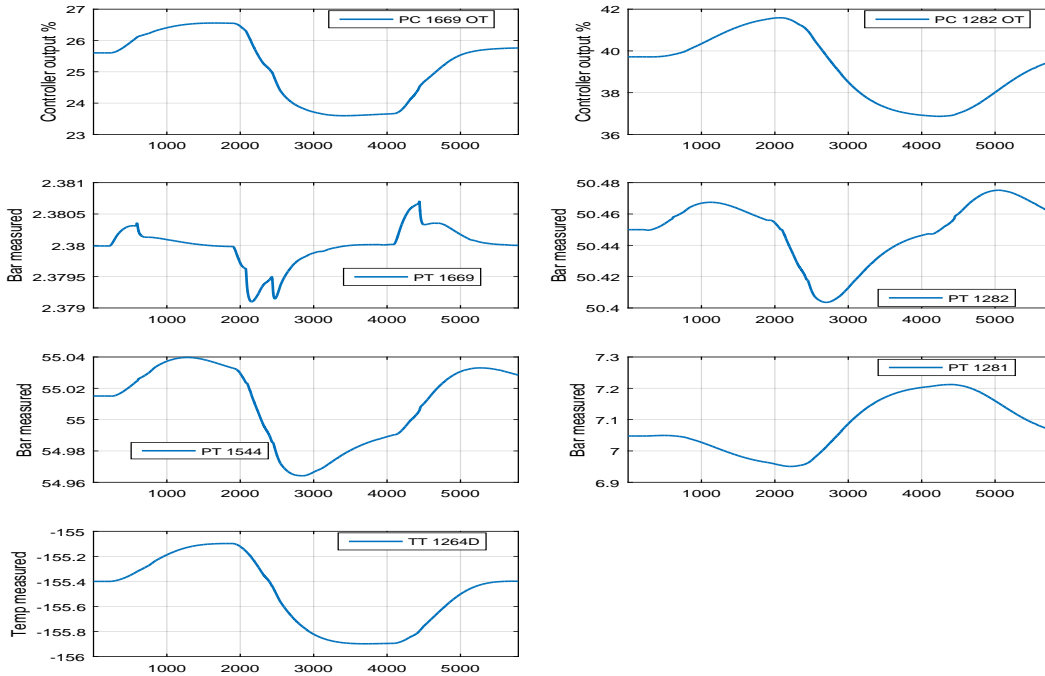 27
26
25
24
23
Controller output %
PC 1669 OT
1000 2000 3000 4000 5000
42
40
38
36
Controller output %
PC 1282 OT
1000 2000 3000 4000 5000
2.381
2.3805
2.38
2.3795
2.379
Bar measured
PT 1669
1000 2000 3000 4000 5000
50.48
50.46
50.44
50.42
50.4
Bar measured
PT 1282
1000 2000 3000 4000 5000
55.04
55.02
55
54.98
54.96
Bar measured
PT 1544
1000 2000 3000 4000 5000
7.3
7.2
7.1
7
6.9
Bar measured
PT 1281
1000 2000 3000 4000 5000
-155
-155.2
-155.4
-155.6
-155.8
-156
Temp measured
TT 1264D
1000 2000 3000 4000 5000